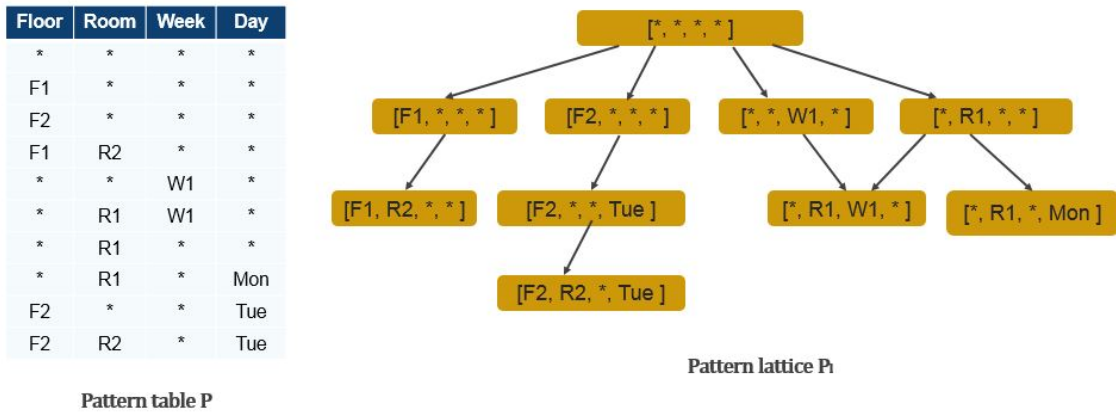 Floor Room Week Day
* * * *
F1 * * *
F2 * * *
F1 R2 * *
* * W1 *
* R1 W1 *
* R1 * *
* R1 * Mon
F2 * * Tue
F2 R2 * Tue
Pattern table P
[*, *, *, * ]
[F1, *, *, * ] [F2, *, *, * ] [*, *, W1, * ] [*, R1, *, * ]
[F1, R2, *, * ] [F2, *, *, Tue ] [*, R1, W1, * ] [*, R1, *, Mon ]
[F2, R2, *, Tue ]
Pattern lattice Pl